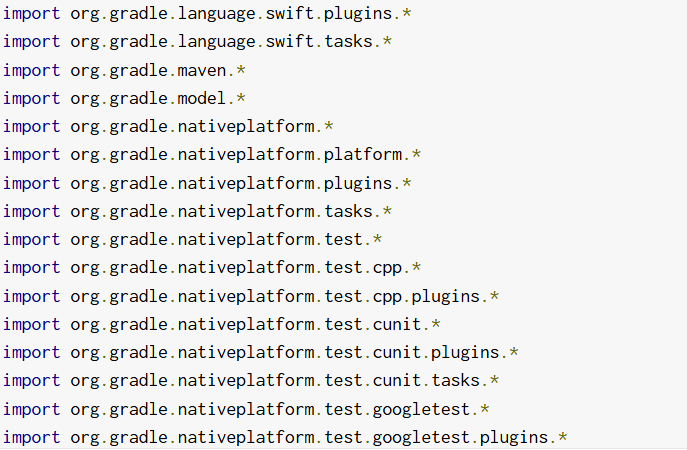 import org.gradle.language.swift.plugins.*
import org.gradle.language.swift.tasks.*
import org.gradle.maven.*
import org.gradle.model.*
import org.gradle.nativeplatform.*
import org.gradle.nativeplatform.platform.*
import org.gradle.nativeplatform.plugins.*
import org.gradle.nativeplatform.tasks.*
import org.gradle.nativeplatform.test.*
import org.gradle.nativeplatform.test.cpp.*
import org.gradle.nativeplatform.test.cpp.plugins.*
import org.gradle.nativeplatform.test.cunit.*
import org.gradle.nativeplatform.test.cunit.plugins.*
import org.gradle.nativeplatform.test.cunit.tasks.*
import org.gradle.nativeplatform.test.googletest.*
import org.gradle.nativeplatform.test.googletest.plugins.*